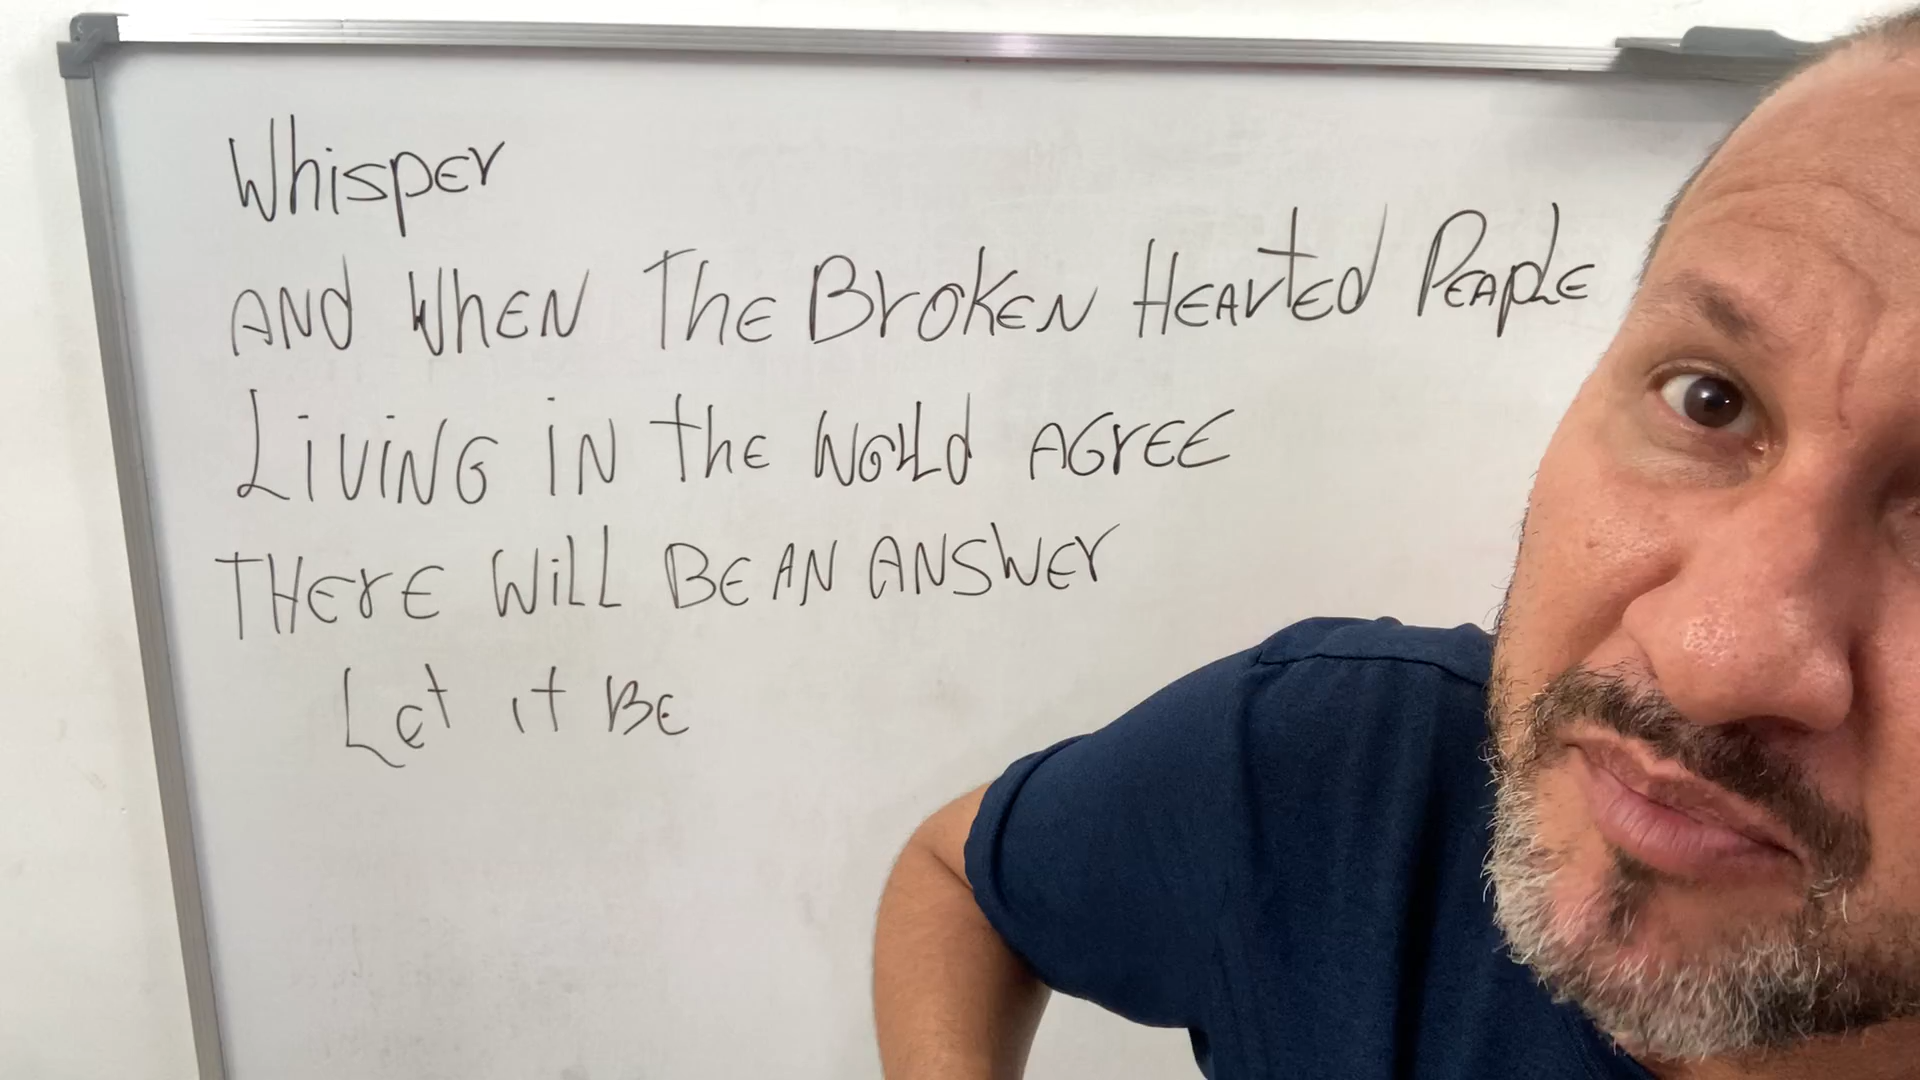 Whisper
AND WHEN THE BROKEN HEARTED PEAPLE
LIVING IN THE WORLD AGREE
THERE WILL BE AN ANSWER
LET IT BE